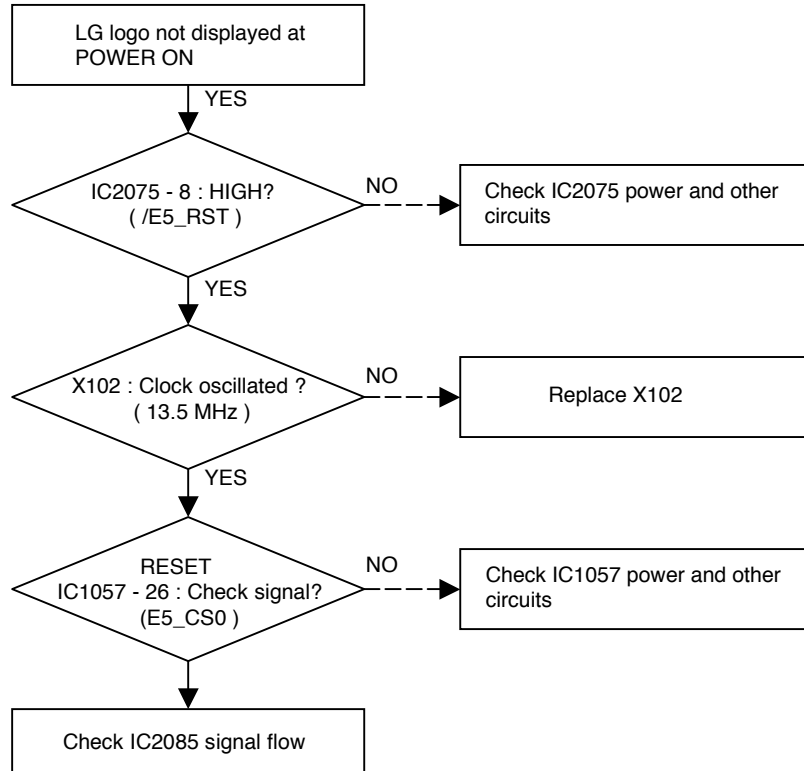 LG logo not displayed at
POWER ON
YES
IC2075 - 8 : HIGH?
( /E5_RST )
NO
Check IC2075 power and other
circuits
YES
X102 : Clock oscillated ?
( 13.5 MHz )
NO
Replace X102
YES
RESET
IC1057 - 26 : Check signal?
(E5_CS0 )
NO
Check IC1057 power and other
circuits
Check IC2085 signal flow